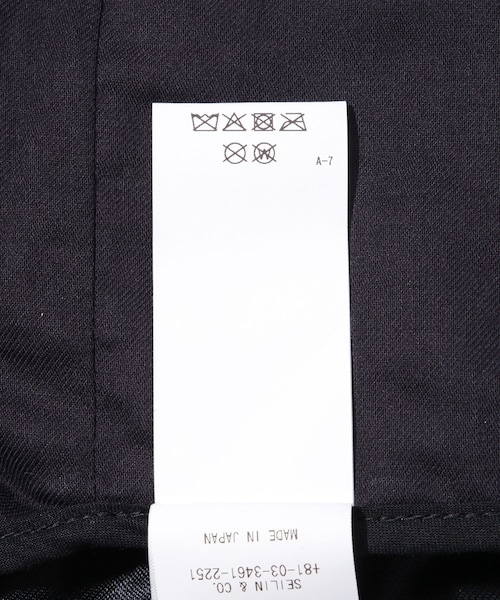 A-7
SEILIN & CO.
+81-03-3461-2251
MADE IN JAPAN